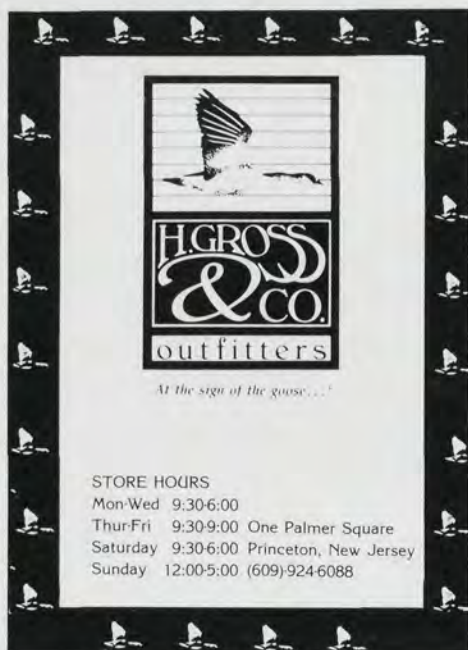 H. GROSS
& CO.
outfitters
At the sign of the goose...
STORE HOURS
Mon-Wed 9:30-6:00
Thur-Fri 9:30-9:00 One Palmer Square
Saturday 9:30-6:00 Princeton, New Jersey
Sunday 12:00-5:00 (609)-924-6088